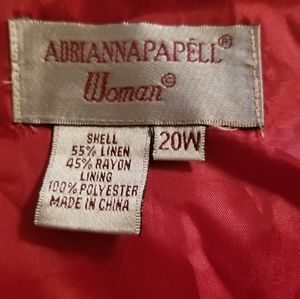 ADRIANNAPAPELL®
Woman®
SHELL
55% LINEN
45% RAYON
LINING
100% POLYESTER
MADE IN CHINA
20W